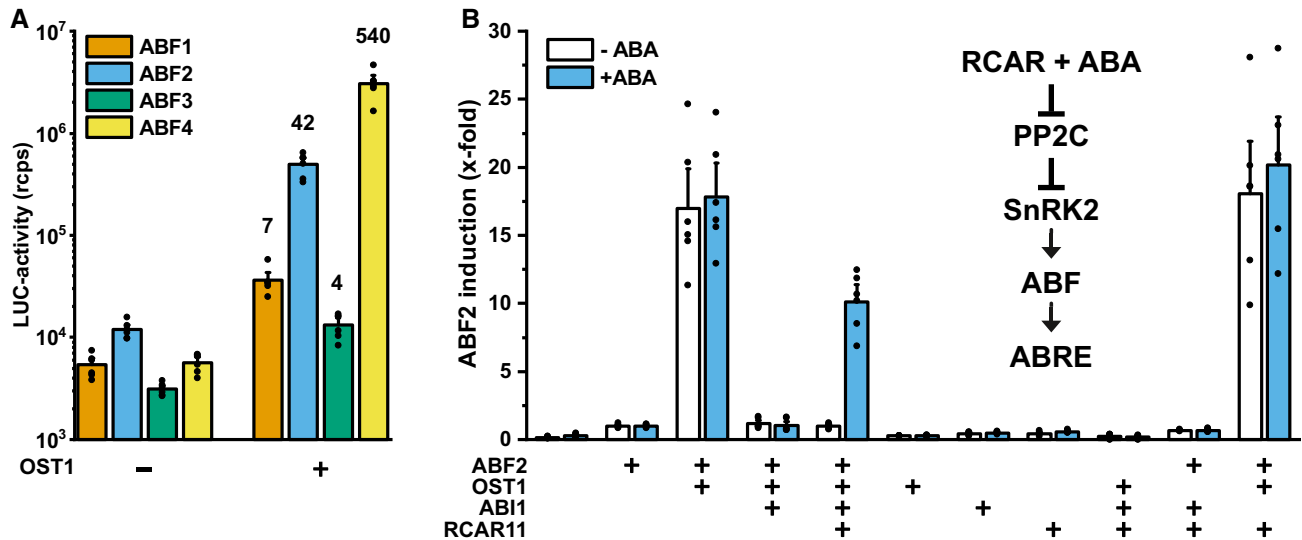 A
LUC-activity (rcps)
10⁷
10⁶
10⁵
10⁴
10³
ABF1
ABF2
ABF3
ABF4
7
42
4
540
OST1 − +
B
ABF2 induction (x-fold)
30
25
20
15
10
5
0
- ABA
+ABA
RCAR + ABA
PP2C
SnRK2
ABF
ABRE
ABF2 + + + + + +
OST1 + + + + + +
ABI1 + + + + +
RCAR11 + + + + +